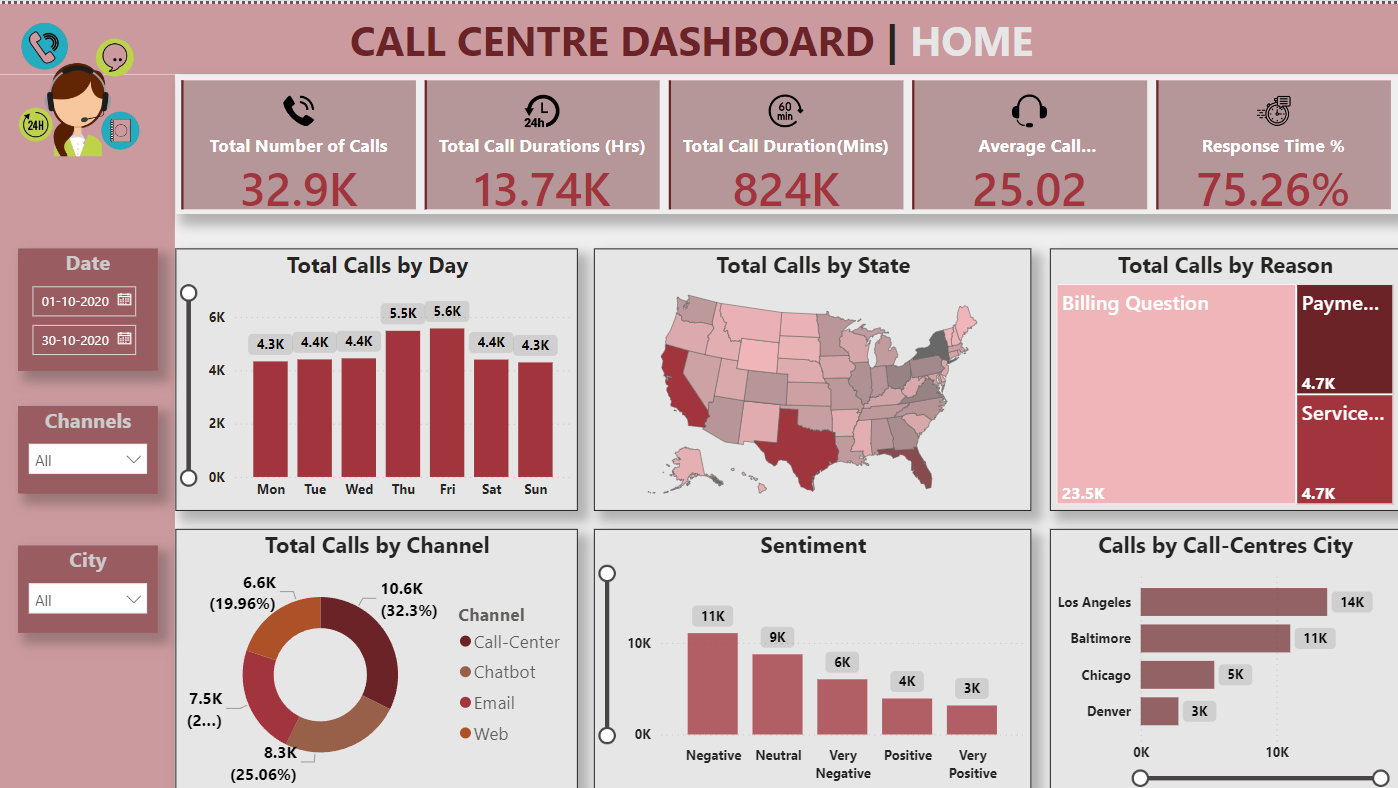 CALL CENTRE DASHBOARD | HOME
24H
24h
60
min
Total Number of Calls
Total Call Durations (Hrs)
Total Call Duration(Mins)
Average Call...
Response Time %
32.9K
13.74K
824K
25.02
75.26%
Date
01-10-2020
30-10-2020
Channels
All
City
All
Total Calls by Day
6K
4K
2K
0K
4.3K
4.4K
4.4K
5.5K
5.6K
4.4K
4.3K
Mon
Tue
Wed
Thu
Fri
Sat
Sun
Total Calls by State
Total Calls by Reason
Billing Question
23.5K
Payme...
4.7K
Service...
4.7K
Total Calls by Channel
6.6K
(19.96%)
10.6K
(32.3%)
7.5K
(2...)
8.3K
(25.06%)
Channel
Call-Center
Chatbot
Email
Web
Sentiment
10K
0K
11K
9K
6K
4K
3K
Negative
Neutral
Very
Negative
Positive
Very
Positive
Calls by Call-Centres City
Los Angeles
14K
Baltimore
11K
Chicago
5K
Denver
3K
0K
10K